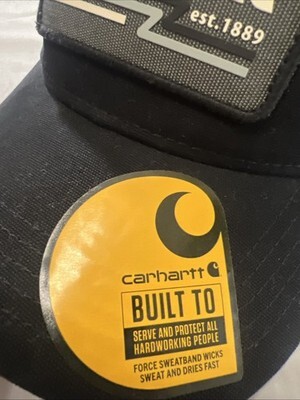 est.1889
carhartt
BUILT TO
SERVE AND PROTECT ALL
HARDWORKING PEOPLE
FORCE SWEATBAND WICKS
SWEAT AND DRIES FAST